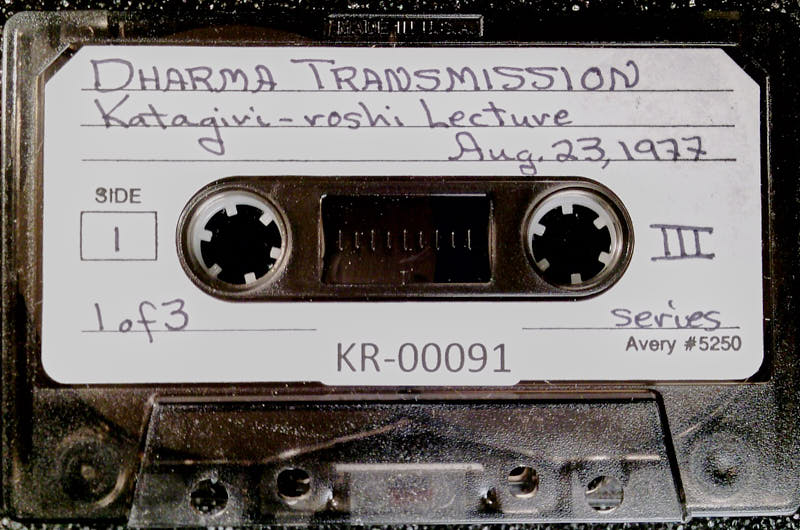 MADE IN U.S.A.
DHARMA TRANSMISSION
Katagiri-roshi Lecture
Aug. 23, 1977
SIDE
1
III
1 of 3
series
Avery #5250
KR-00091